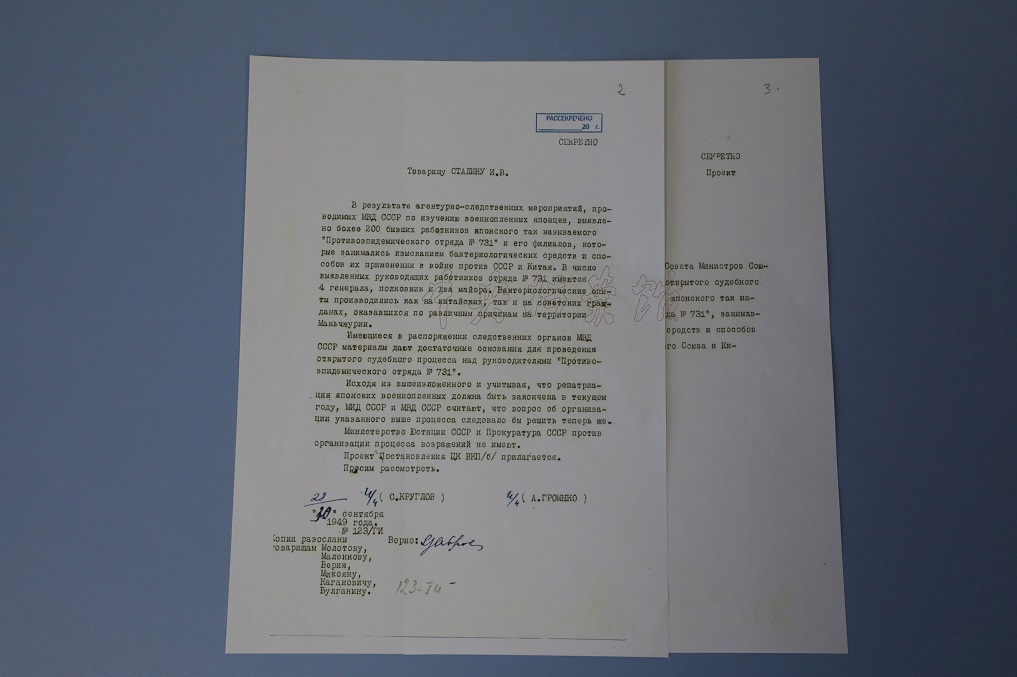 2
РАССЕКРЕЧЕНО
20 г.
СЕКРЕТНО
Товарищу СТАЛИНУ И.В.
В результате агентурно-следственных мероприятий, про-
водимых МВД СССР по изучению военнопленных японцев, выявле-
но более 200 бывших работников японского так называемого
"Противоэпидемического отряда № 731" и его филиалов, кото-
рые занимались изысканием бактериологических средств и спо-
собов их применения в войне против СССР и Китая. В числе
выявленных руководящих работников отряда № 731 имеются
4 генерала, полковник и два майора. Бактериологические опы-
ты производились как на китайских, так и на советских граж-
данах, оказавшихся по различным причинам на территории
Маньчжурии.
Имеющиеся в распоряжении следственных органов МВД
СССР материалы дают достаточные основания для проведения
открытого судебного процесса над руководителями "Противо-
эпидемического отряда № 731".
Исходя из вышеизложенного и учитывая, что репатриа-
ция японских военнопленных должна быть закончена в текущем
году, МИД СССР и МВД СССР считают, что вопрос об организа-
ции указанного выше процесса следовало бы решить теперь же.
Министерство Юстиции СССР и Прокуратура СССР против
организации процесса возражений не имеют.
Проект Постановления ЦК ВКП/б/ прилагается.
Просим рассмотреть.
п/п ( С.КРУГЛОВ ) п/п ( А.ГРОМЫКО )
"30" сентября
1949 года.
№ 123/ГИ
Копии разосланы Верно:
товарищам Молотову,
Маленкову,
Берия,
Микояну,
Кагановичу,
Булганину.
3.
СЕКРЕТНО
Проект
Совета Министров Сою-
открытого судебного
японского так на-
да № 731", занимав-
средств и способов
го Союза и Ки-